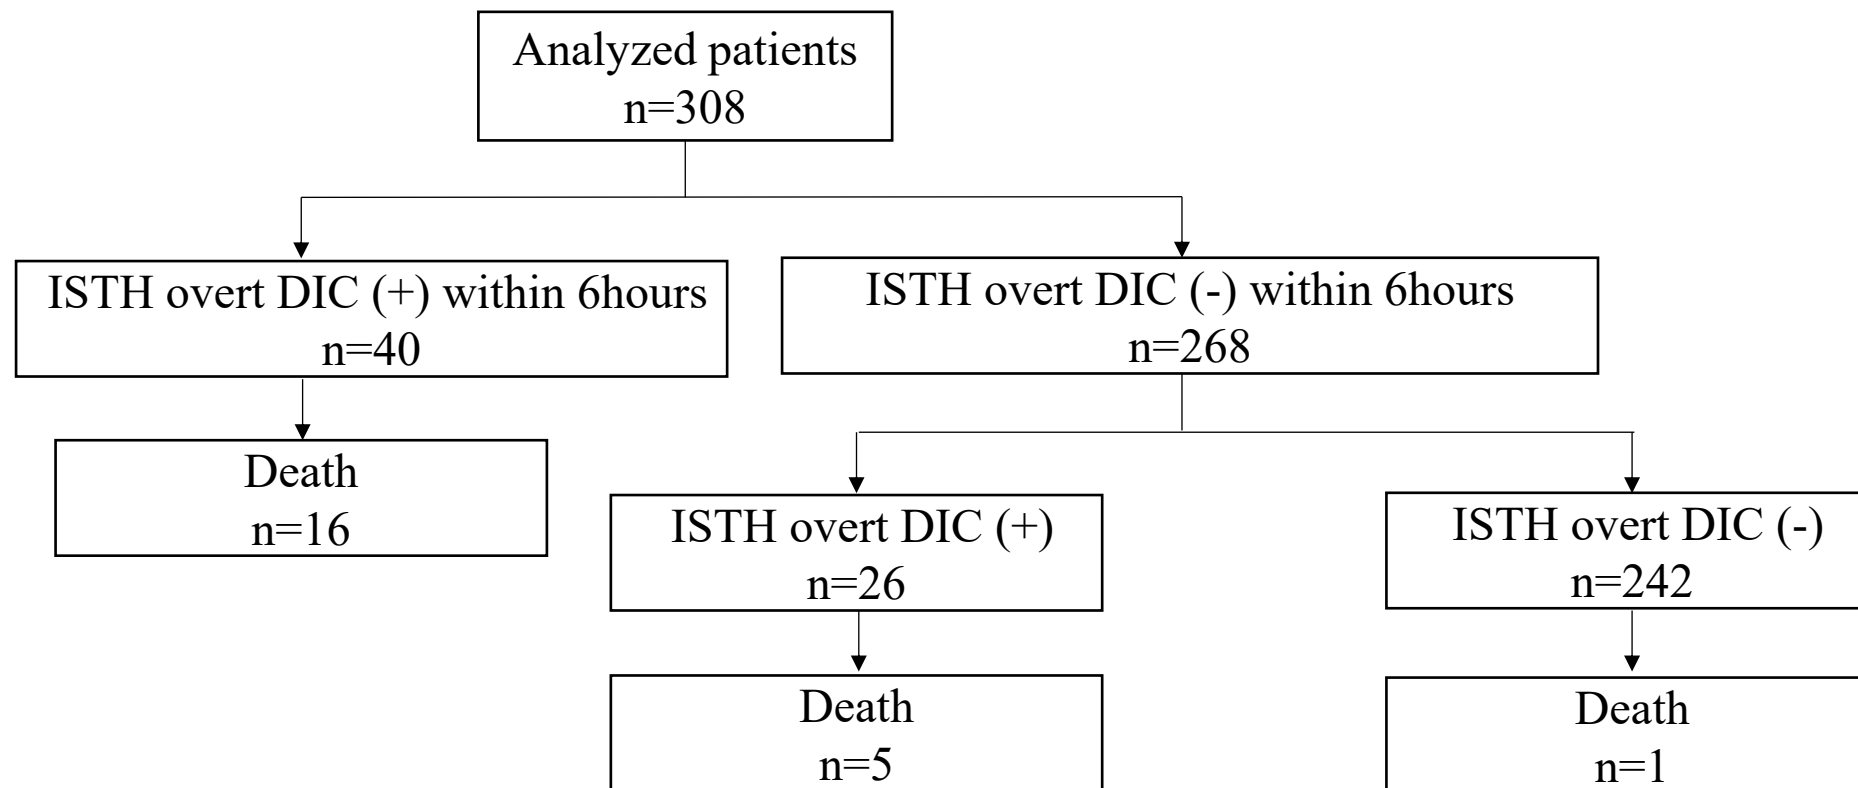 Analyzed patients
n=308
ISTH overt DIC (+) within 6hours
n=40
ISTH overt DIC (-) within 6hours
n=268
Death
n=16
ISTH overt DIC (+)
n=26
ISTH overt DIC (-)
n=242
Death
n=5
Death
n=1